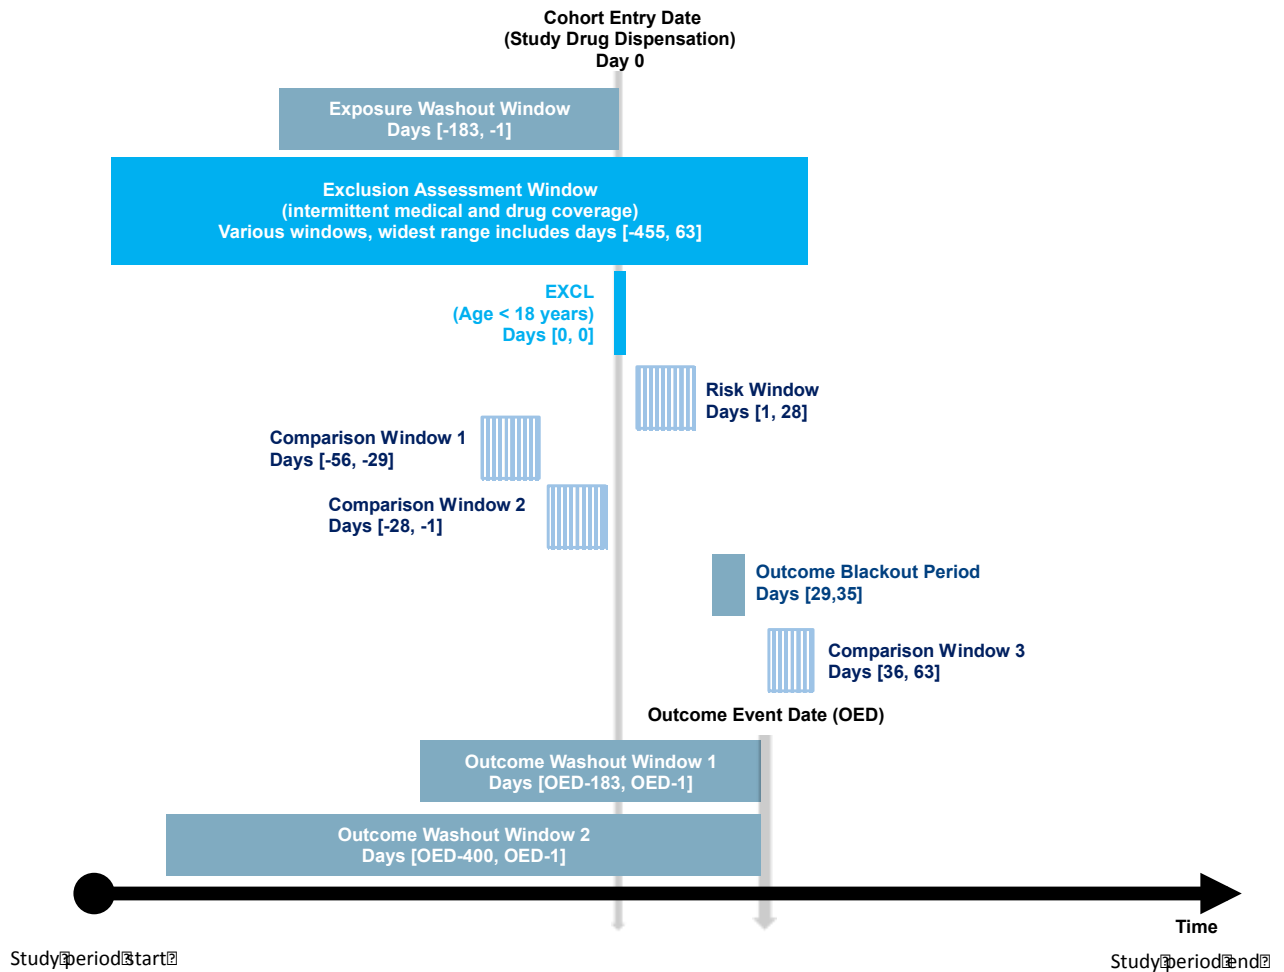 Cohort Entry Date
(Study Drug Dispensation)
Day 0
Exposure Washout Window
Days [-183, -1]
Exclusion Assessment Window
(intermittent medical and drug coverage)
Various windows, widest range includes days [-455, 63]
EXCL
(Age < 18 years)
Days [0, 0]
Risk Window
Days [1, 28]
Comparison Window 1
Days [-56, -29]
Comparison Window 2
Days [-28, -1]
Outcome Blackout Period
Days [29,35]
Comparison Window 3
Days [36, 63]
Outcome Event Date (OED)
Outcome Washout Window 1
Days [OED-183, OED-1]
Outcome Washout Window 2
Days [OED-400, OED-1]
Time
Study⍰period⍰start⍰
Study⍰period⍰end⍰